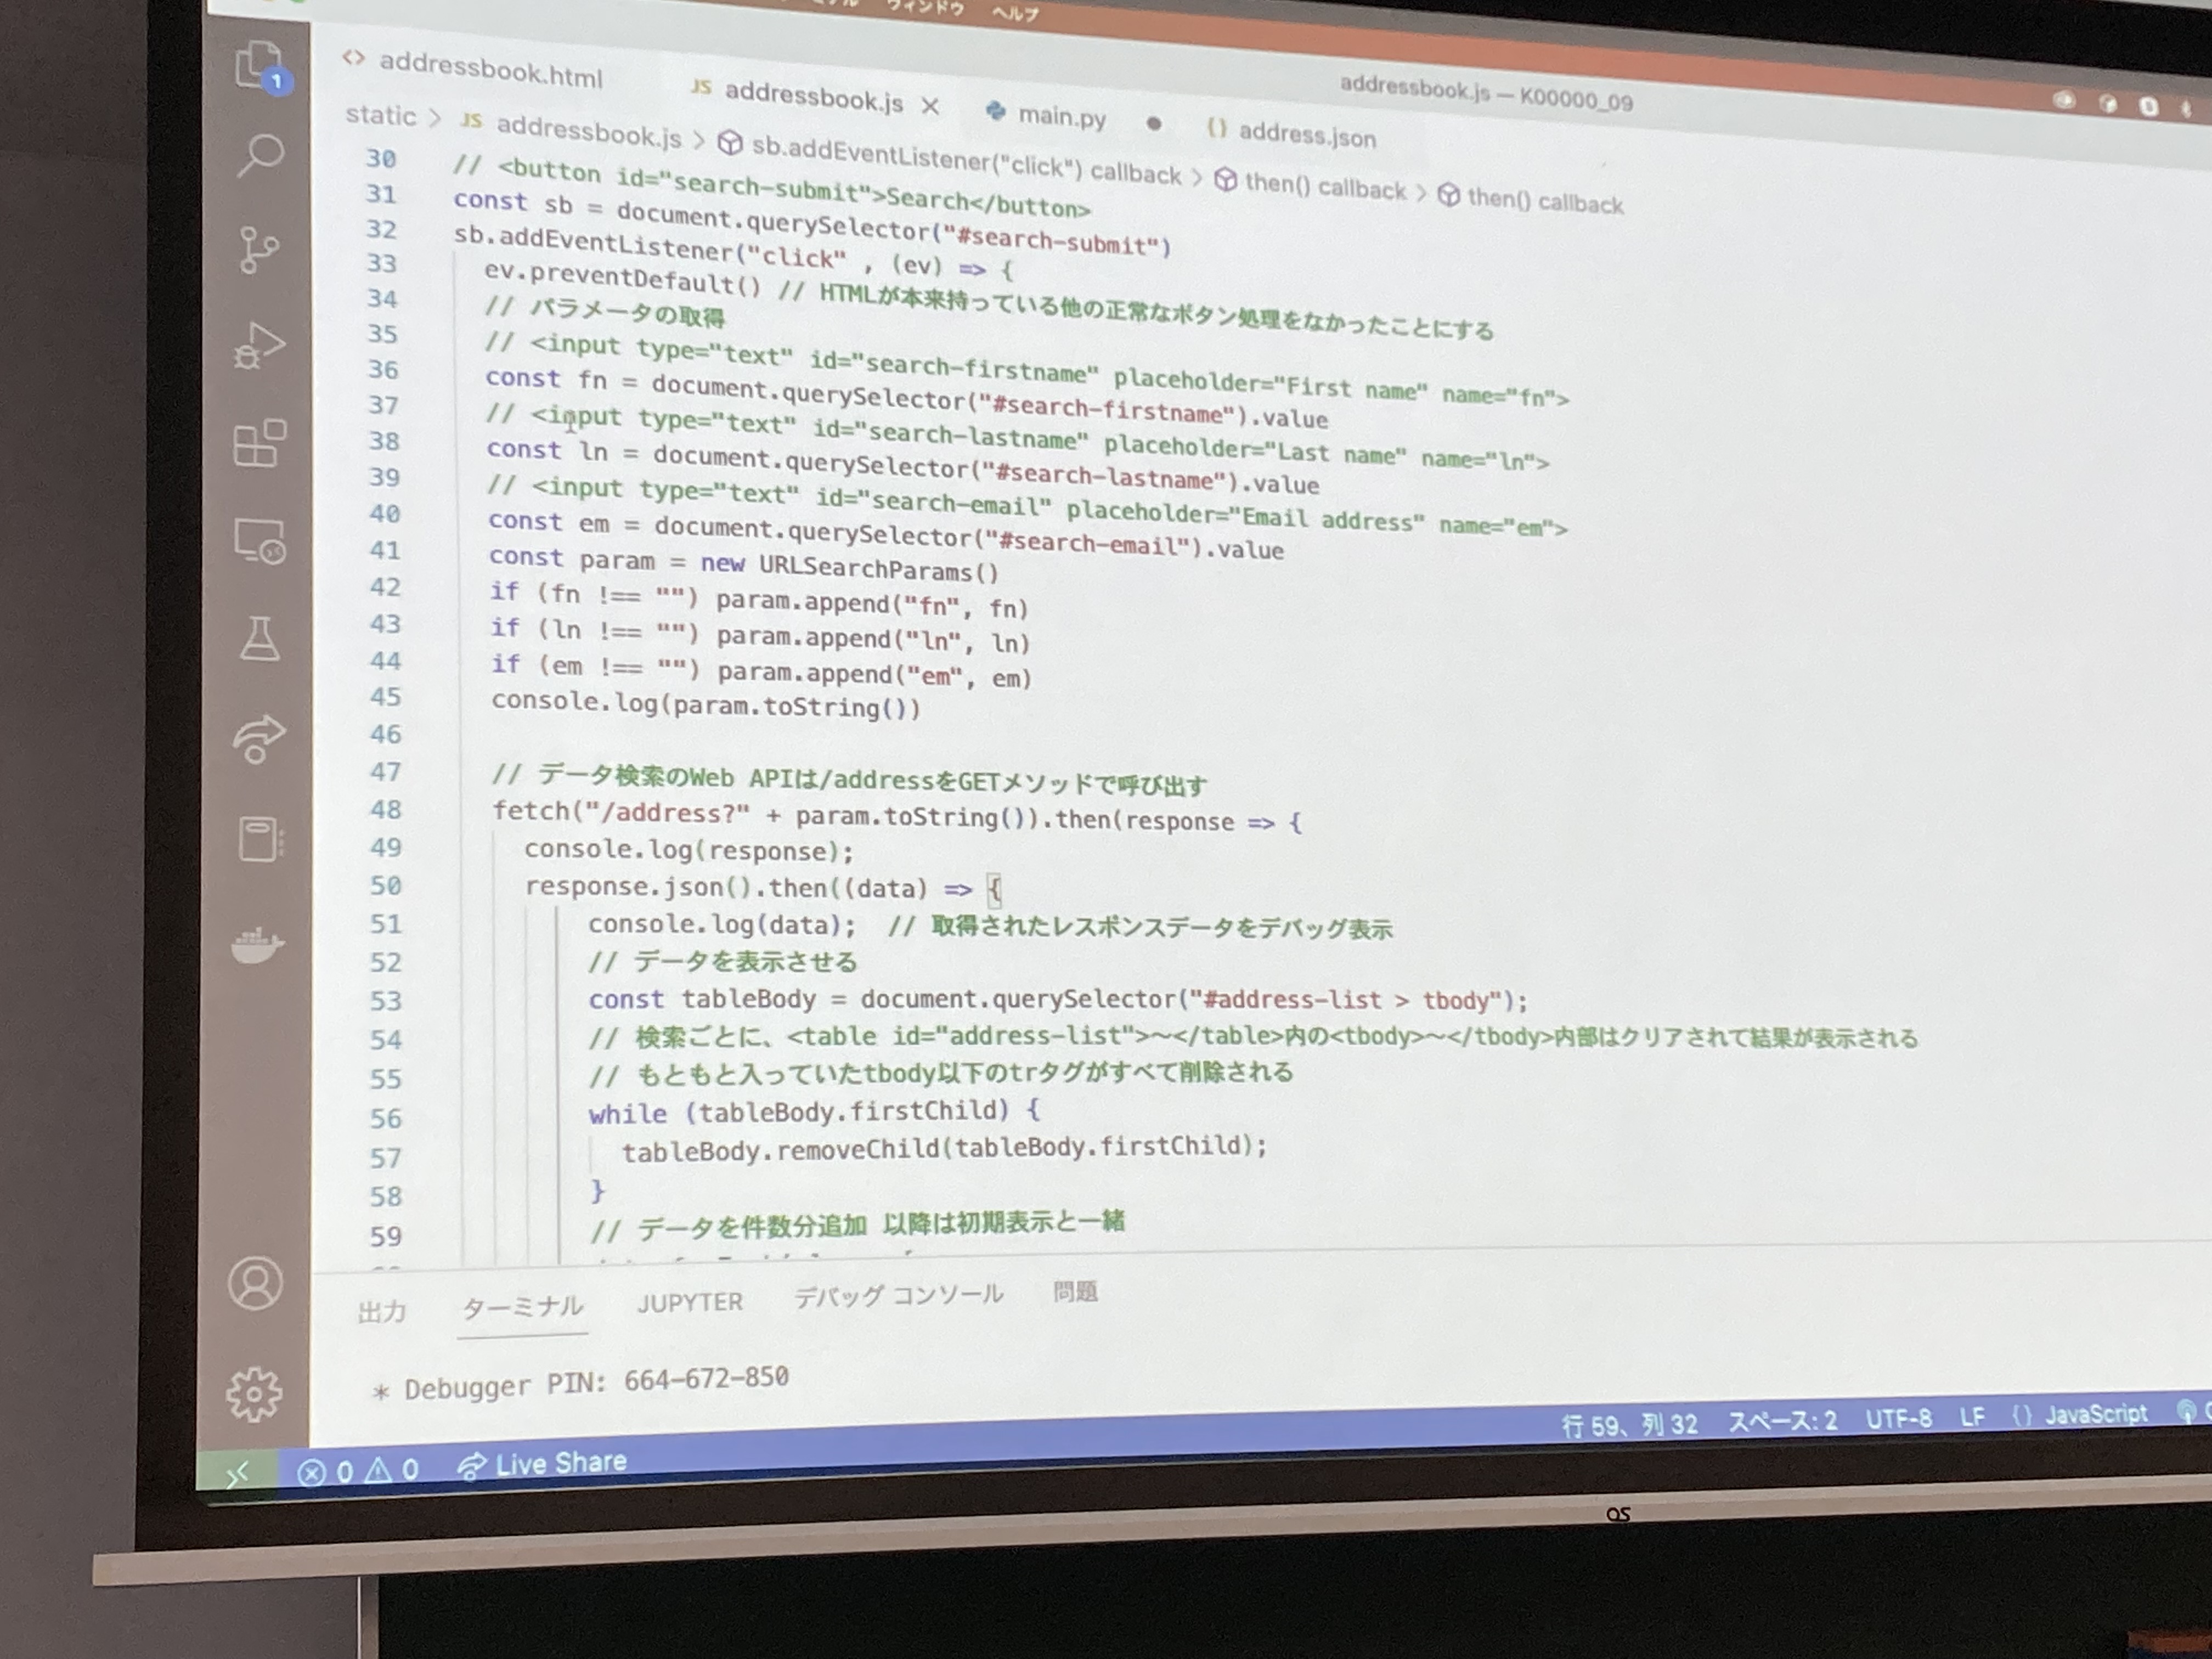 ウィンドウ ヘルプ
addressbook.js — K00000_09
addressbook.html
JS addressbook.js
main.py
{} address.json
static > JS addressbook.js > sb.addEventListener("click") callback > then() callback > then() callback
30 // <button id="search-submit">Search</button>
31 const sb = document.querySelector("#search-submit")
32 sb.addEventListener("click" , (ev) => {
33 ev.preventDefault() // HTMLが本来持っている他の正常なボタン処理をなかったことにする
34 // パラメータの取得
35 // <input type="text" id="search-firstname" placeholder="First name" name="fn">
36 const fn = document.querySelector("#search-firstname").value
37 // <input type="text" id="search-lastname" placeholder="Last name" name="ln">
38 const ln = document.querySelector("#search-lastname").value
39 // <input type="text" id="search-email" placeholder="Email address" name="em">
40 const em = document.querySelector("#search-email").value
41 const param = new URLSearchParams()
42 if (fn !== "") param.append("fn", fn)
43 if (ln !== "") param.append("ln", ln)
44 if (em !== "") param.append("em", em)
45 console.log(param.toString())
46
47 // データ検索のWeb APIは/addressをGETメソッドで呼び出す
48 fetch("/address?" + param.toString()).then(response => {
49 console.log(response);
50 response.json().then((data) => {
51 console.log(data); // 取得されたレスポンスデータをデバッグ表示
52 // データを表示させる
53 const tableBody = document.querySelector("#address-list > tbody");
54 // 検索ごとに、<table id="address-list">〜</table>内の<tbody>〜</tbody>内部はクリアされて結果が表示される
55 // もともと入っていたtbody以下のtrタグがすべて削除される
56 while (tableBody.firstChild) {
57 tableBody.removeChild(tableBody.firstChild);
58 }
59 // データを件数分追加 以降は初期表示と一緒
出力 ターミナル JUPYTER デバッグ コンソール 問題
* Debugger PIN: 664-672-850
0 0 Live Share
行 59、列 32 スペース: 2 UTF-8 LF {} JavaScript
OS